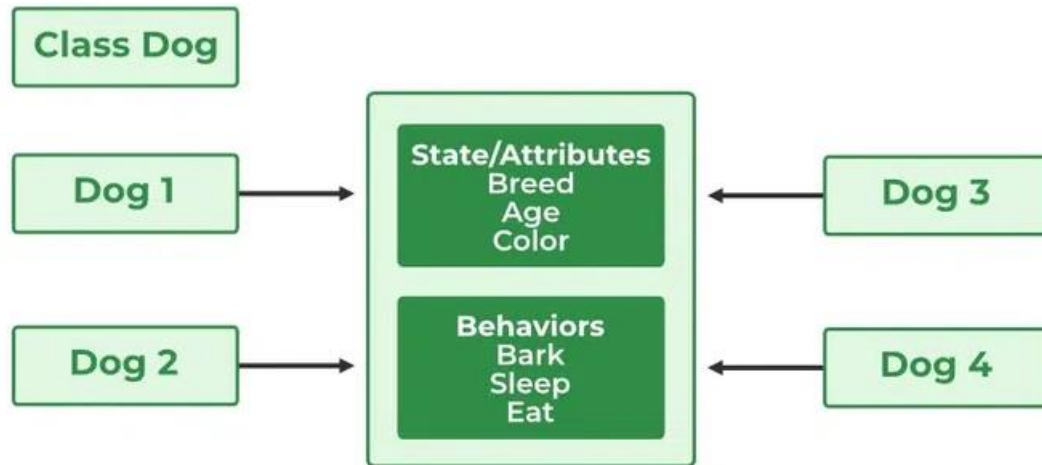 Class Dog
Dog 1
Dog 2
State/Attributes
Breed
Age
Color
Behaviors
Bark
Sleep
Eat
Dog 3
Dog 4